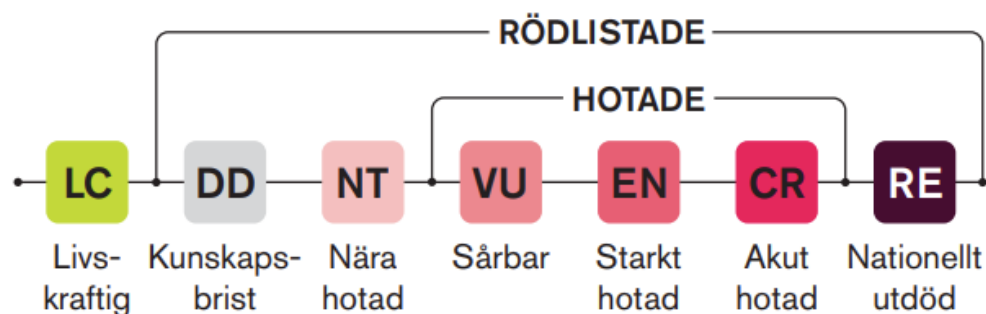 RÖDLISTADE
HOTADE
LC DD NT VU EN CR RE
Livs- Kunskaps- Nära Sårbar Starkt Akut Nationellt
kraftig brist hotad hotad hotad utdöd